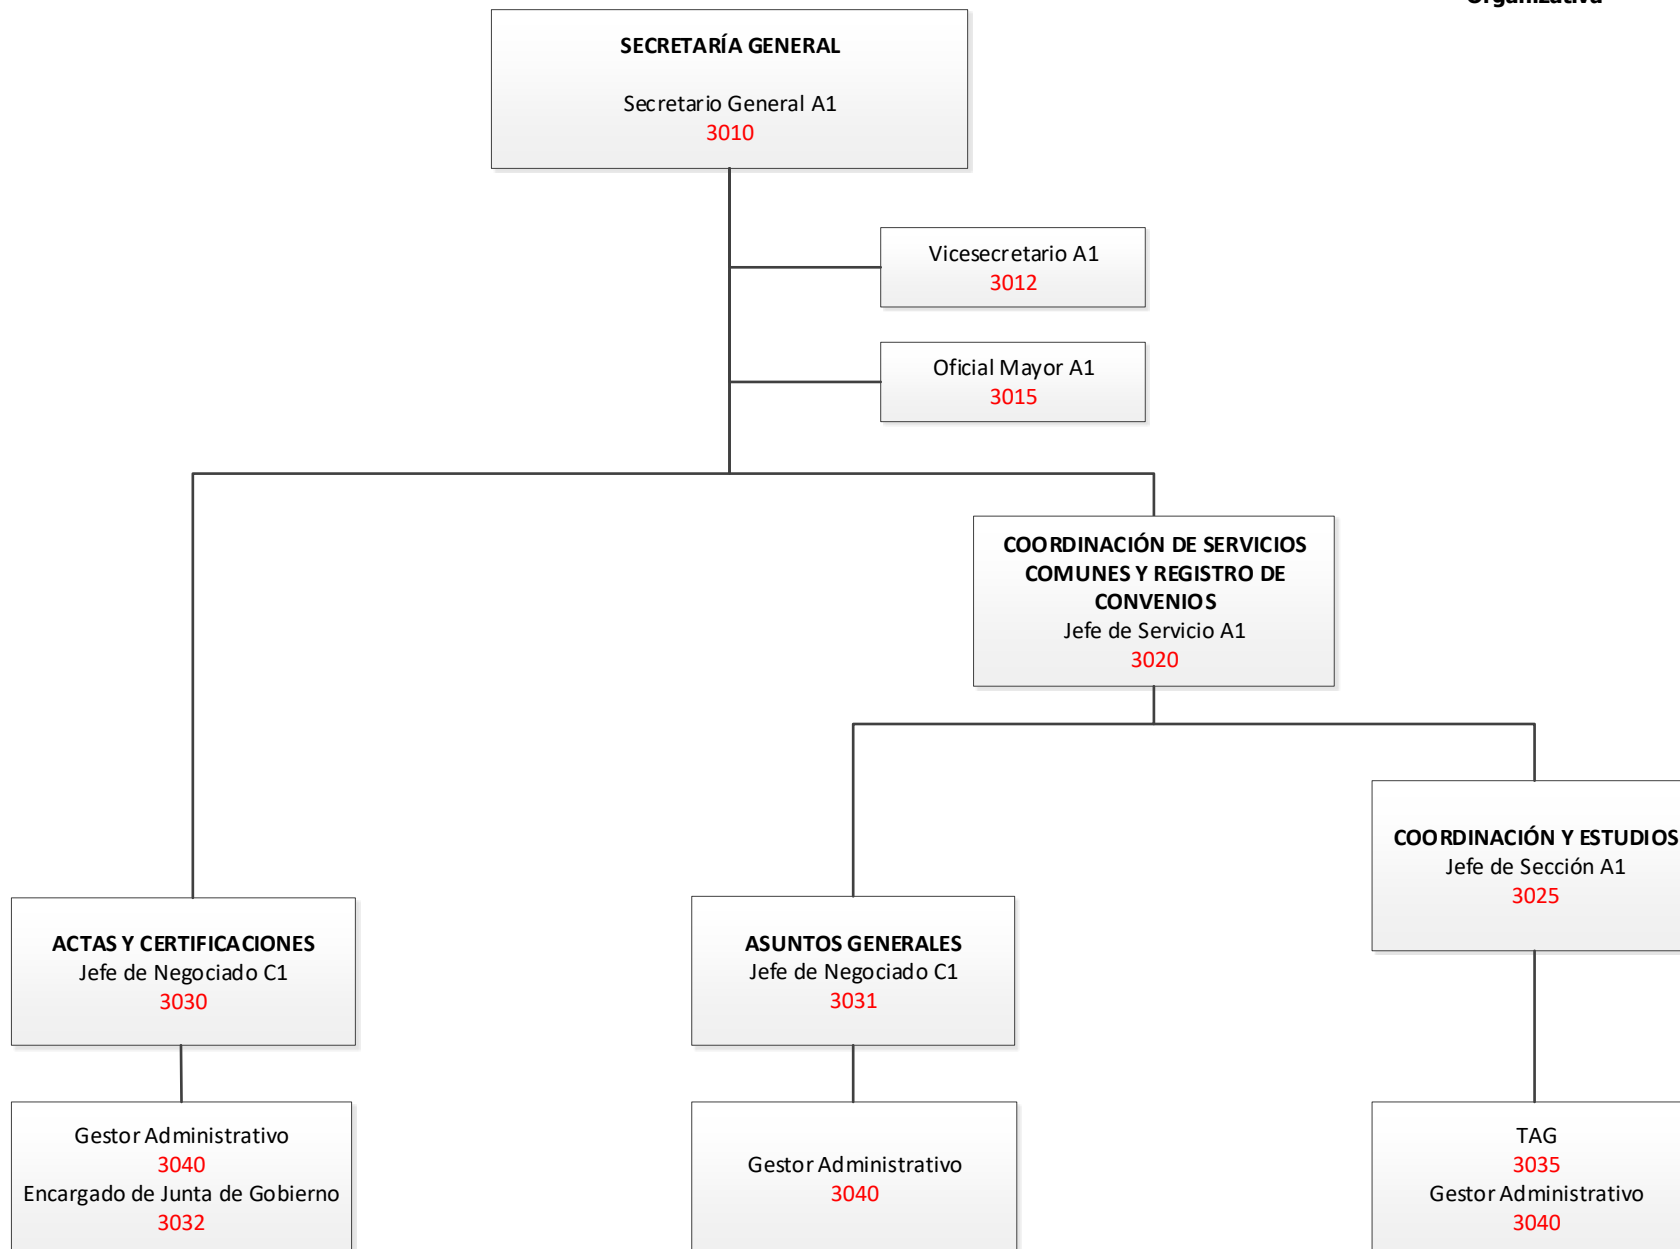 Organizativa
SECRETARÍA GENERAL
Secretario General A1
3010
Vicesecretario A1
3012
Oficial Mayor A1
3015
COORDINACIÓN DE SERVICIOS
COMUNES Y REGISTRO DE
CONVENIOS
Jefe de Servicio A1
3020
COORDINACIÓN Y ESTUDIOS
Jefe de Sección A1
3025
ACTAS Y CERTIFICACIONES
Jefe de Negociado C1
3030
ASUNTOS GENERALES
Jefe de Negociado C1
3031
Gestor Administrativo
3040
Encargado de Junta de Gobierno
3032
Gestor Administrativo
3040
TAG
3035
Gestor Administrativo
3040